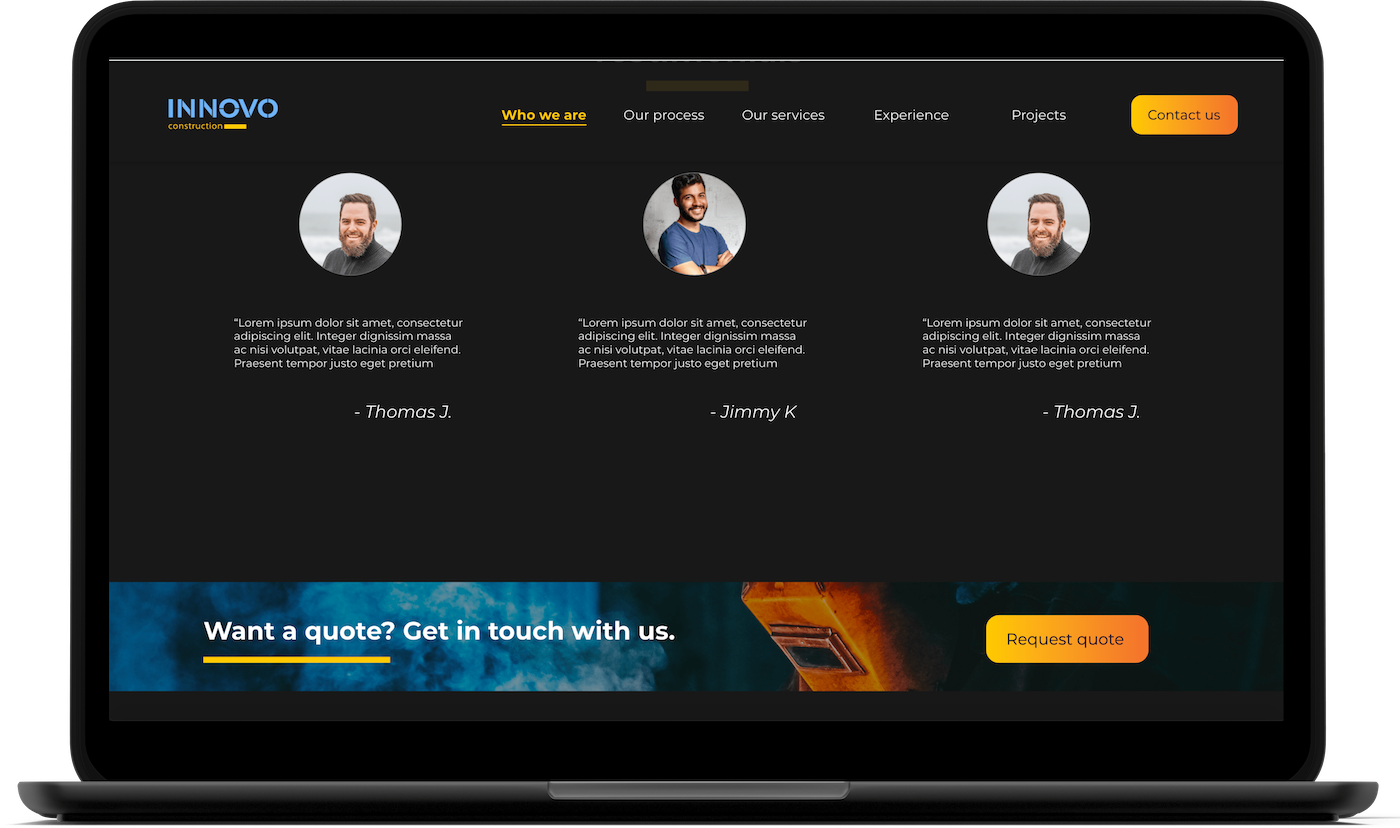 INNOVO
construction
Who we are
Our process
Our services
Experience
Projects
Contact us
“Lorem ipsum dolor sit amet, consectetur
adipiscing elit. Integer dignissim massa
ac nisi volutpat, vitae lacinia orci eleifend.
Praesent tempor justo eget pretium
- Thomas J.
“Lorem ipsum dolor sit amet, consectetur
adipiscing elit. Integer dignissim massa
ac nisi volutpat, vitae lacinia orci eleifend.
Praesent tempor justo eget pretium
- Jimmy K
“Lorem ipsum dolor sit amet, consectetur
adipiscing elit. Integer dignissim massa
ac nisi volutpat, vitae lacinia orci eleifend.
Praesent tempor justo eget pretium
- Thomas J.
Want a quote? Get in touch with us.
Request quote